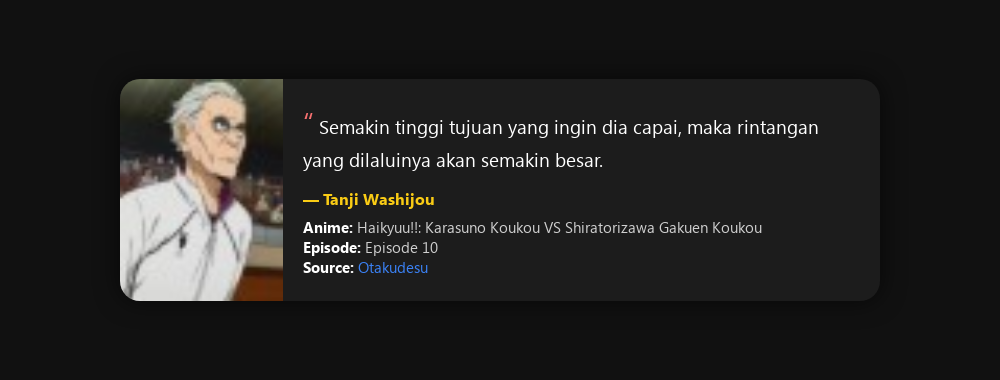 “ Semakin tinggi tujuan yang ingin dia capai, maka rintangan
yang dilaluinya akan semakin besar.
— Tanji Washijou
Anime: Haikyuu!!: Karasuno Koukou VS Shiratorizawa Gakuen Koukou
Episode: Episode 10
Source: Otakudesu